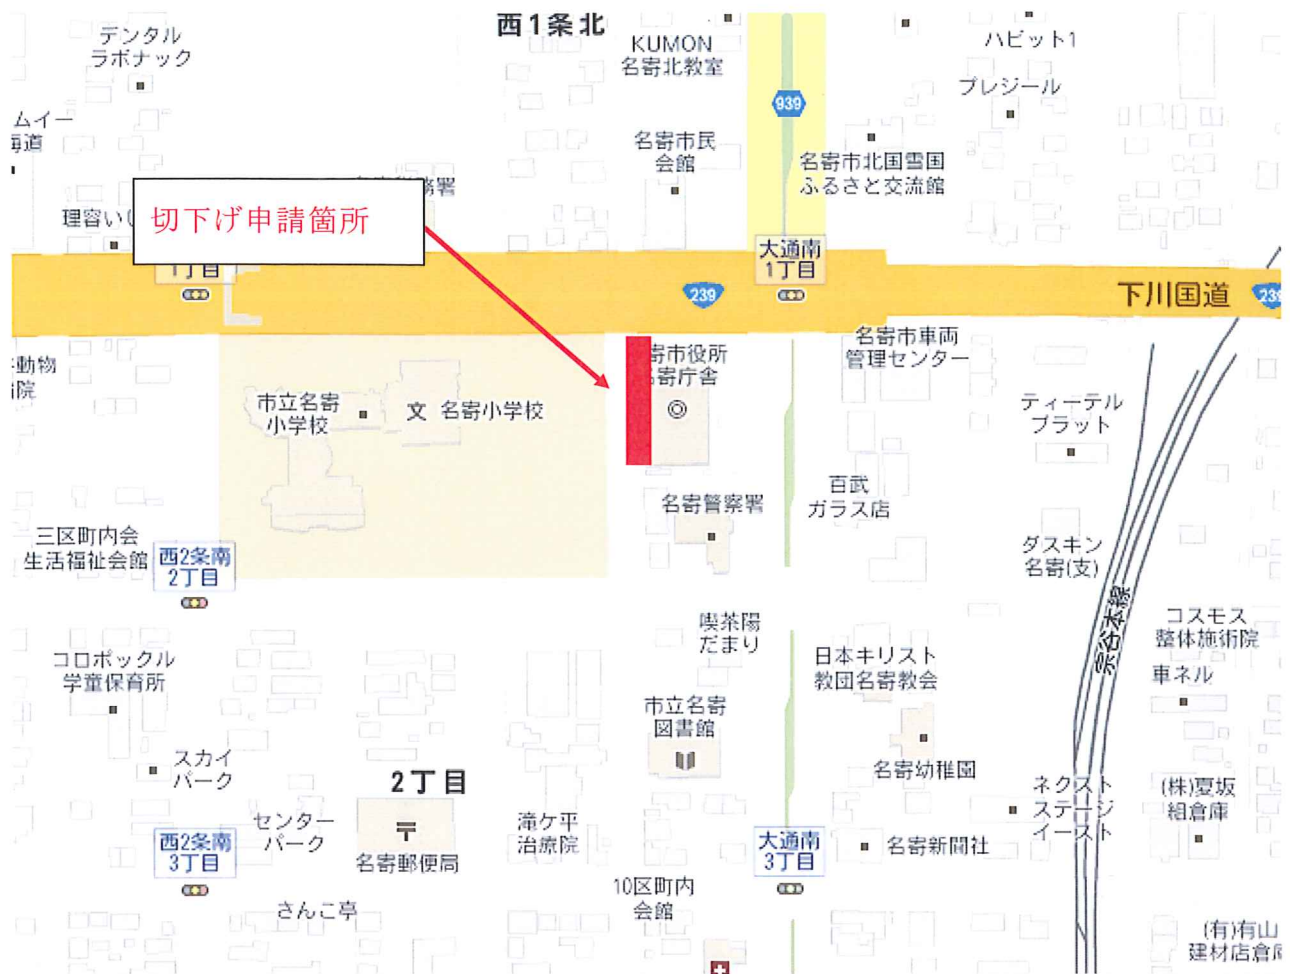 西1条北
デンタル
ラボナック
KUMON
名寄北教室
ハビット1
プレジール
939
ムイー
海道
名寄市民
会館
名寄市北国雪国
ふるさと交流館
務署
理容い
切下げ申請箇所
1丁目
大通南
1丁目
239
下川国道
239
動物
院
寄市役所
寄庁舎
名寄市車両
管理センター
市立名寄
小学校
文 名寄小学校
ティーテル
プラット
名寄警察署
百武
ガラス店
三区町内会
生活福祉会館
西2条南
2丁目
ダスキン
名寄(支)
宗谷本線
喫茶陽
だまり
コスモス
整体施術院
コロポックル
学童保育所
日本キリスト
教団名寄教会
車ネル
市立名寄
図書館
スカイ
パーク
2丁目
名寄幼稚園
ネクスト
ステージ
イースト
(株)夏坂
組倉庫
センター
パーク
滝ケ平
治療院
西2条南
3丁目
〒
名寄郵便局
大通南
3丁目
名寄新聞社
10区町内
会館
さんこ亭
(有)有山
建材店倉庫